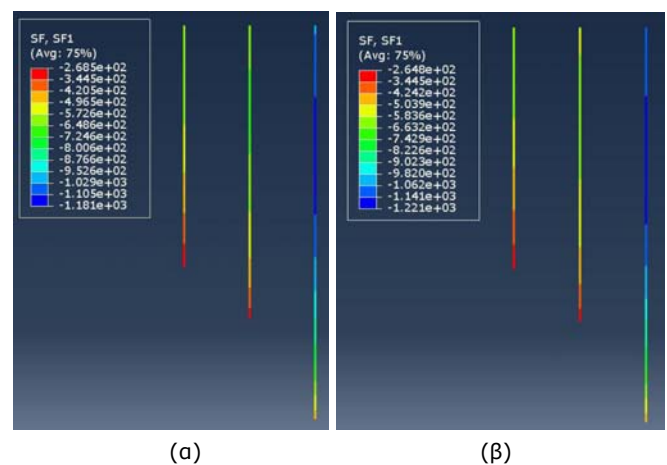 SF, SF1
(Avg: 75%)
-2.685e+02
-3.445e+02
-4.205e+02
-4.965e+02
-5.726e+02
-6.486e+02
-7.246e+02
-8.006e+02
-8.766e+02
-9.526e+02
-1.029e+03
-1.105e+03
-1.181e+03
SF, SF1
(Avg: 75%)
-2.648e+02
-3.445e+02
-4.242e+02
-5.039e+02
-5.836e+02
-6.632e+02
-7.429e+02
-8.226e+02
-9.023e+02
-9.820e+02
-1.062e+03
-1.141e+03
-1.221e+03
(α)
(β)